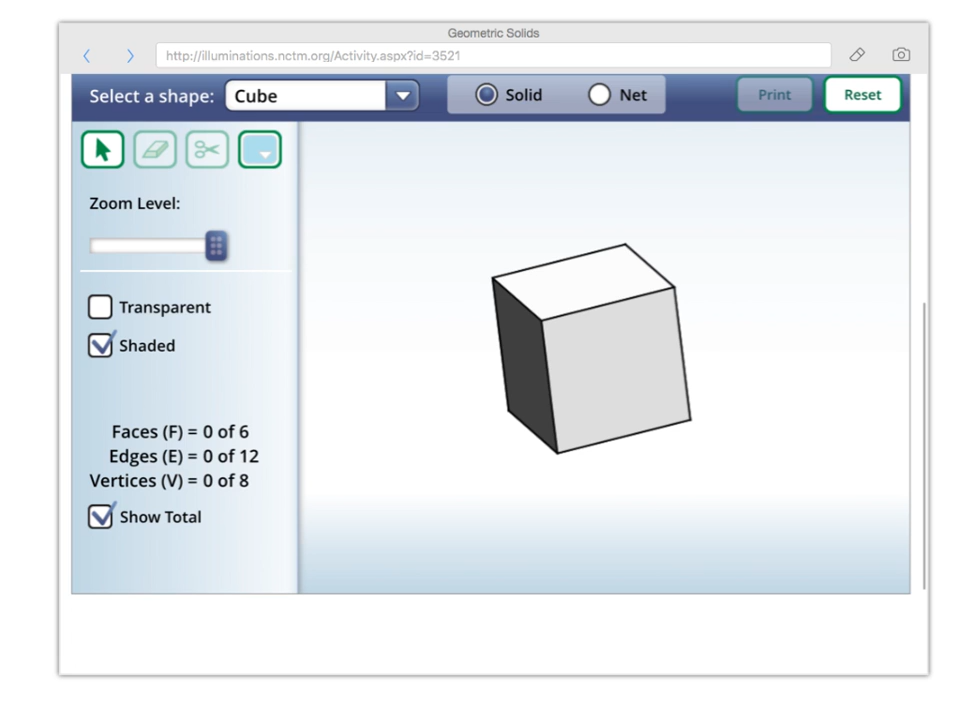 Geometric Solids
http://illuminations.nctm.org/Activity.aspx?id=3521
Select a shape: Cube Solid Net Print Reset
Zoom Level:
Transparent
Shaded
Faces (F) = 0 of 6
Edges (E) = 0 of 12
Vertices (V) = 0 of 8
Show Total